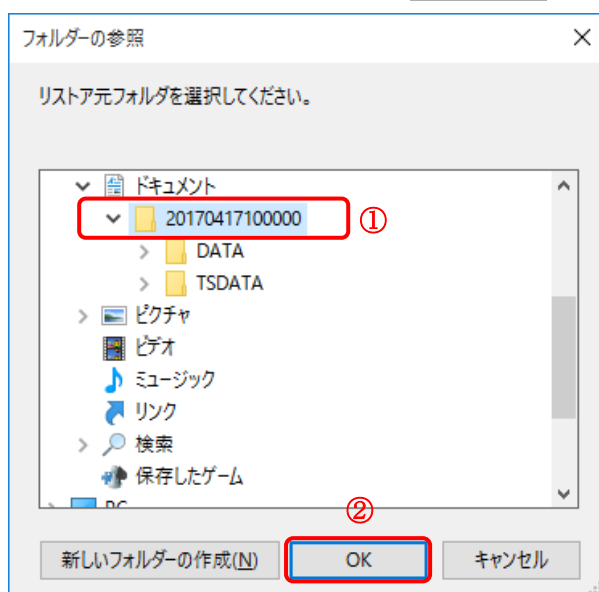 フォルダーの参照
リストア元フォルダを選択してください。
ドキュメント
20170417100000 ①
DATA
TSDATA
ピクチャ
ビデオ
ミュージック
リンク
検索
保存したゲーム
PC
②
新しいフォルダーの作成(N) OK キャンセル